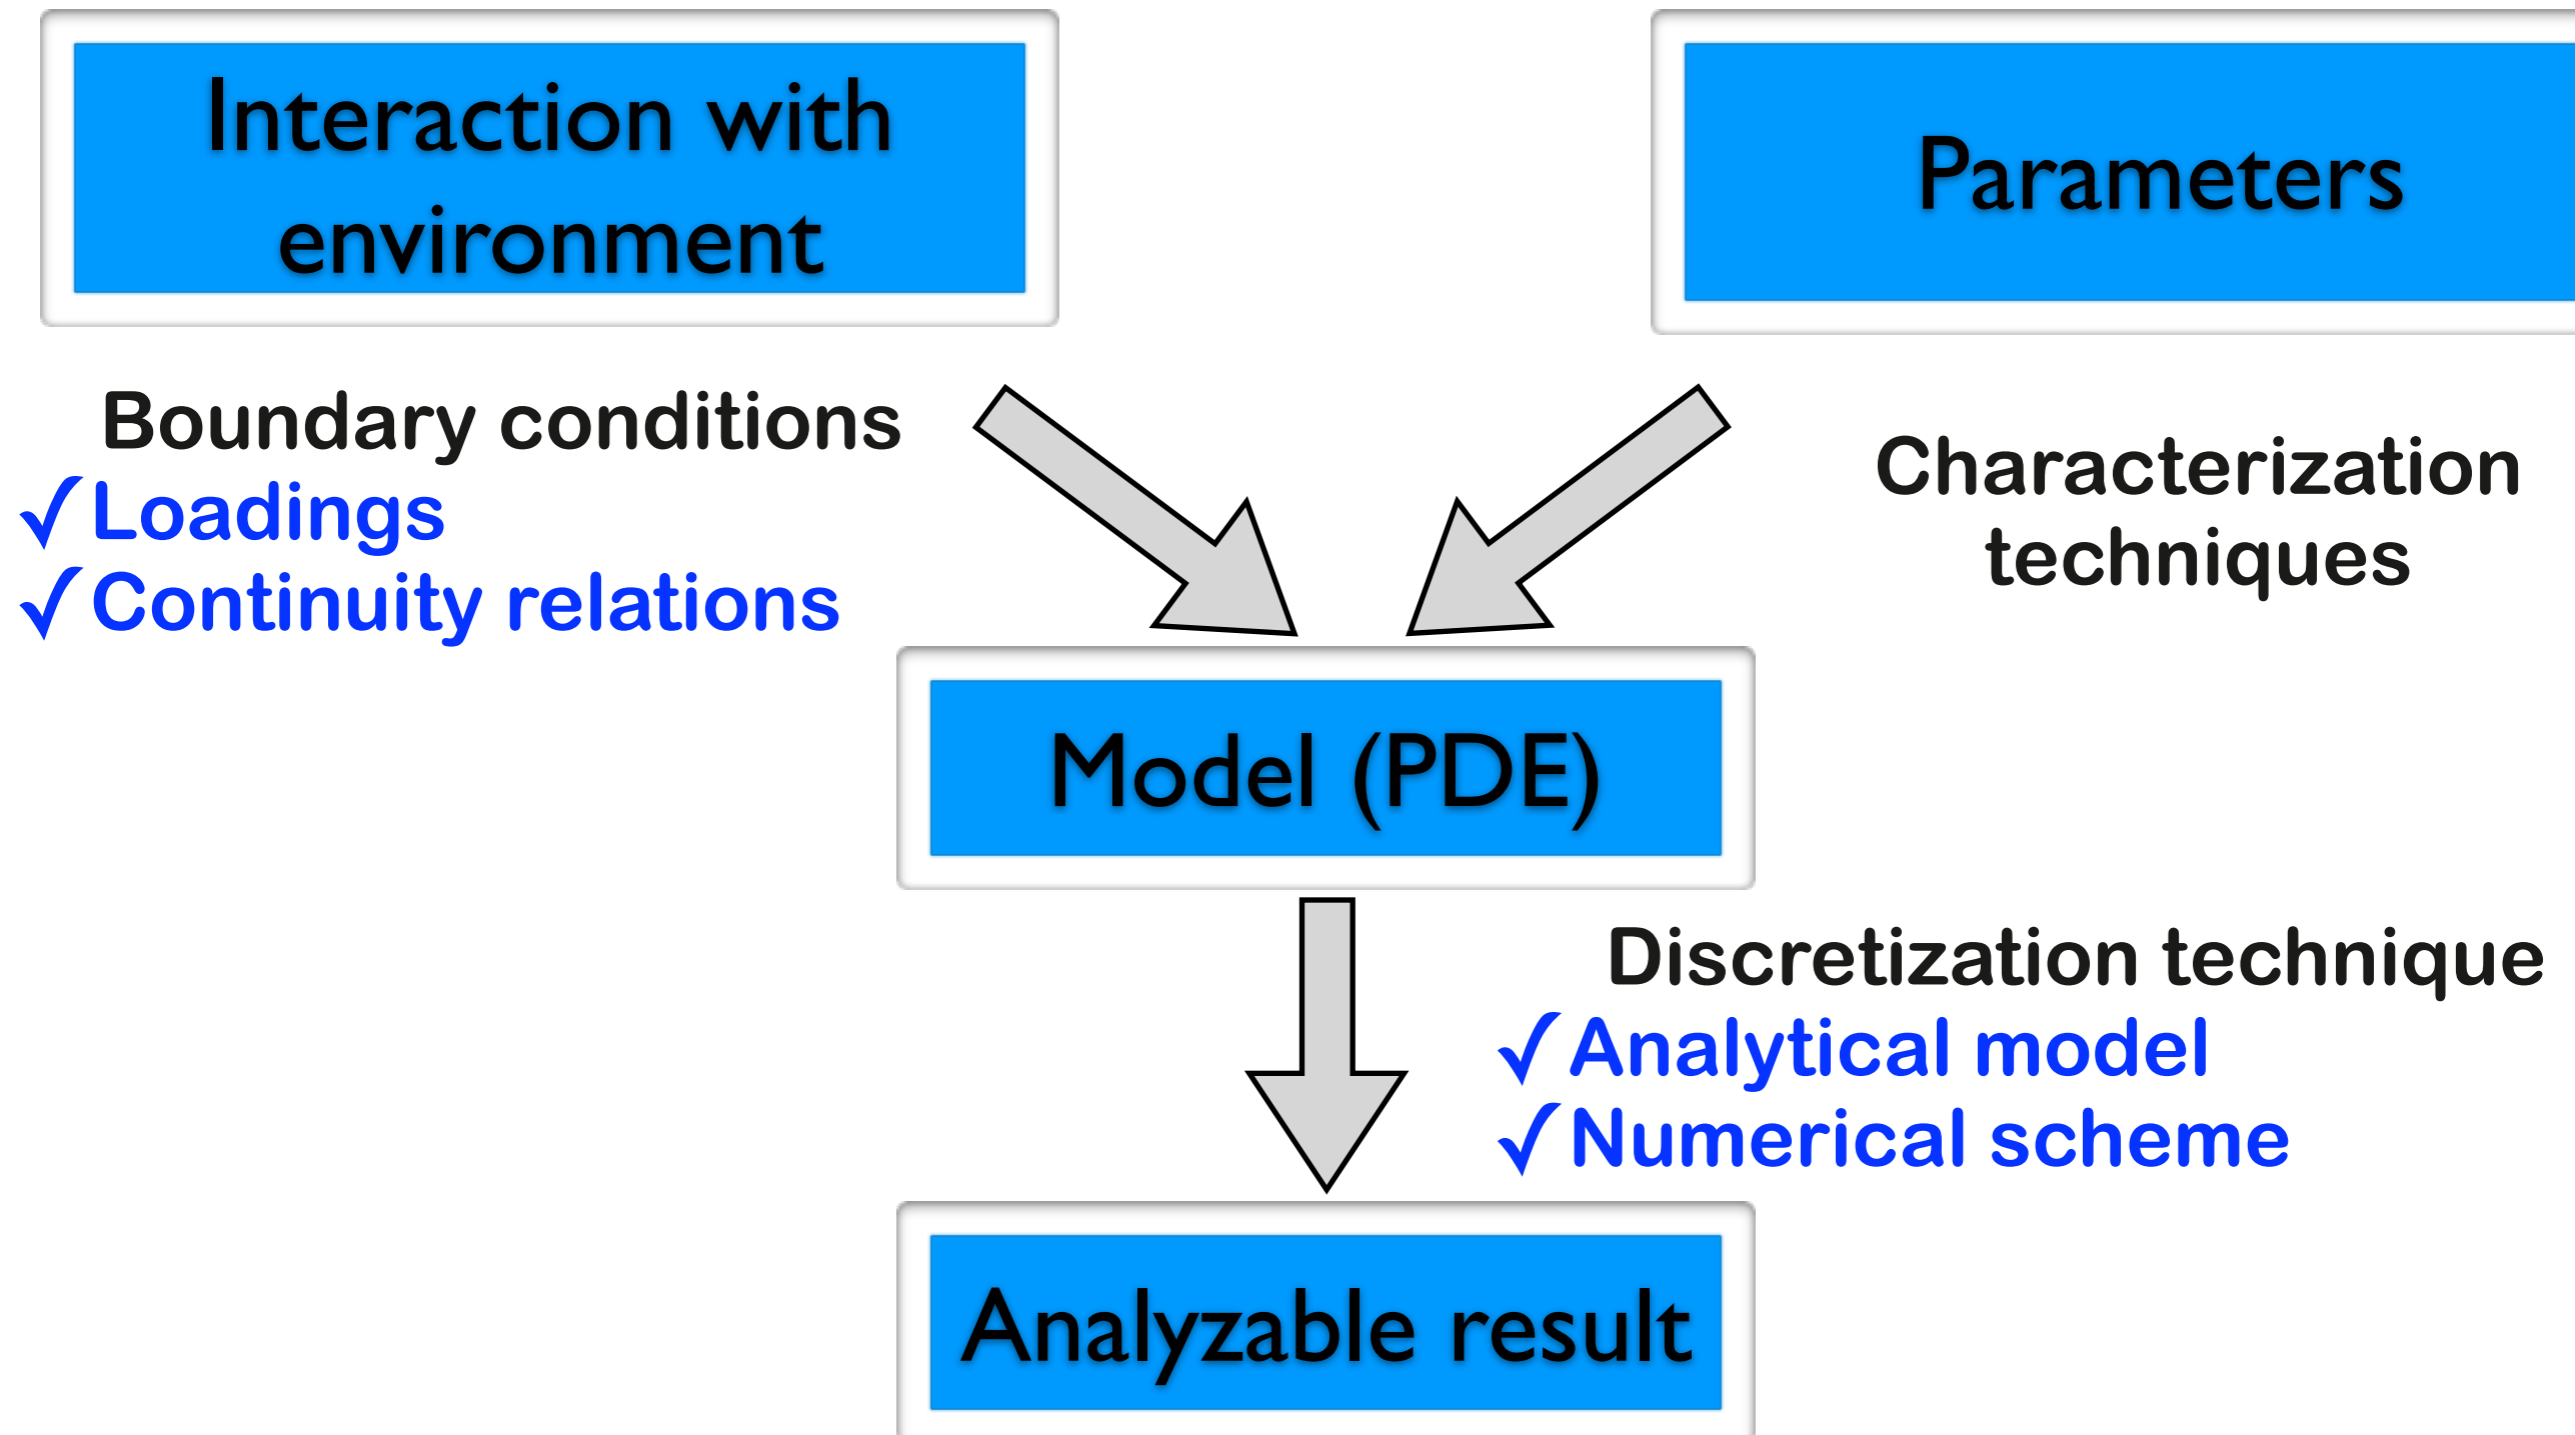 Interaction with
environment
Parameters
Boundary conditions
✓Loadings
✓Continuity relations
Characterization
techniques
Model (PDE)
Discretization technique
✓Analytical model
✓Numerical scheme
Analyzable result